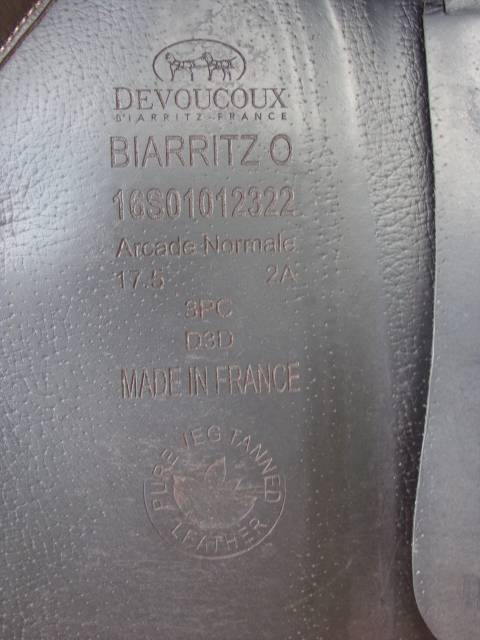 DEVOUCOUX
BIARRITZ-FRANCE
BIARRITZ O
16S01012322
Arcade Normale
17.5 2A
3PC
D3D
MADE IN FRANCE
PURE VEG TANNED
LEATHER